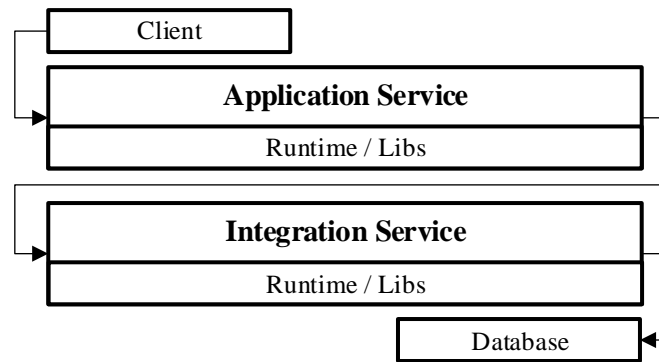 Client
Application Service
Runtime / Libs
Integration Service
Runtime / Libs
Database